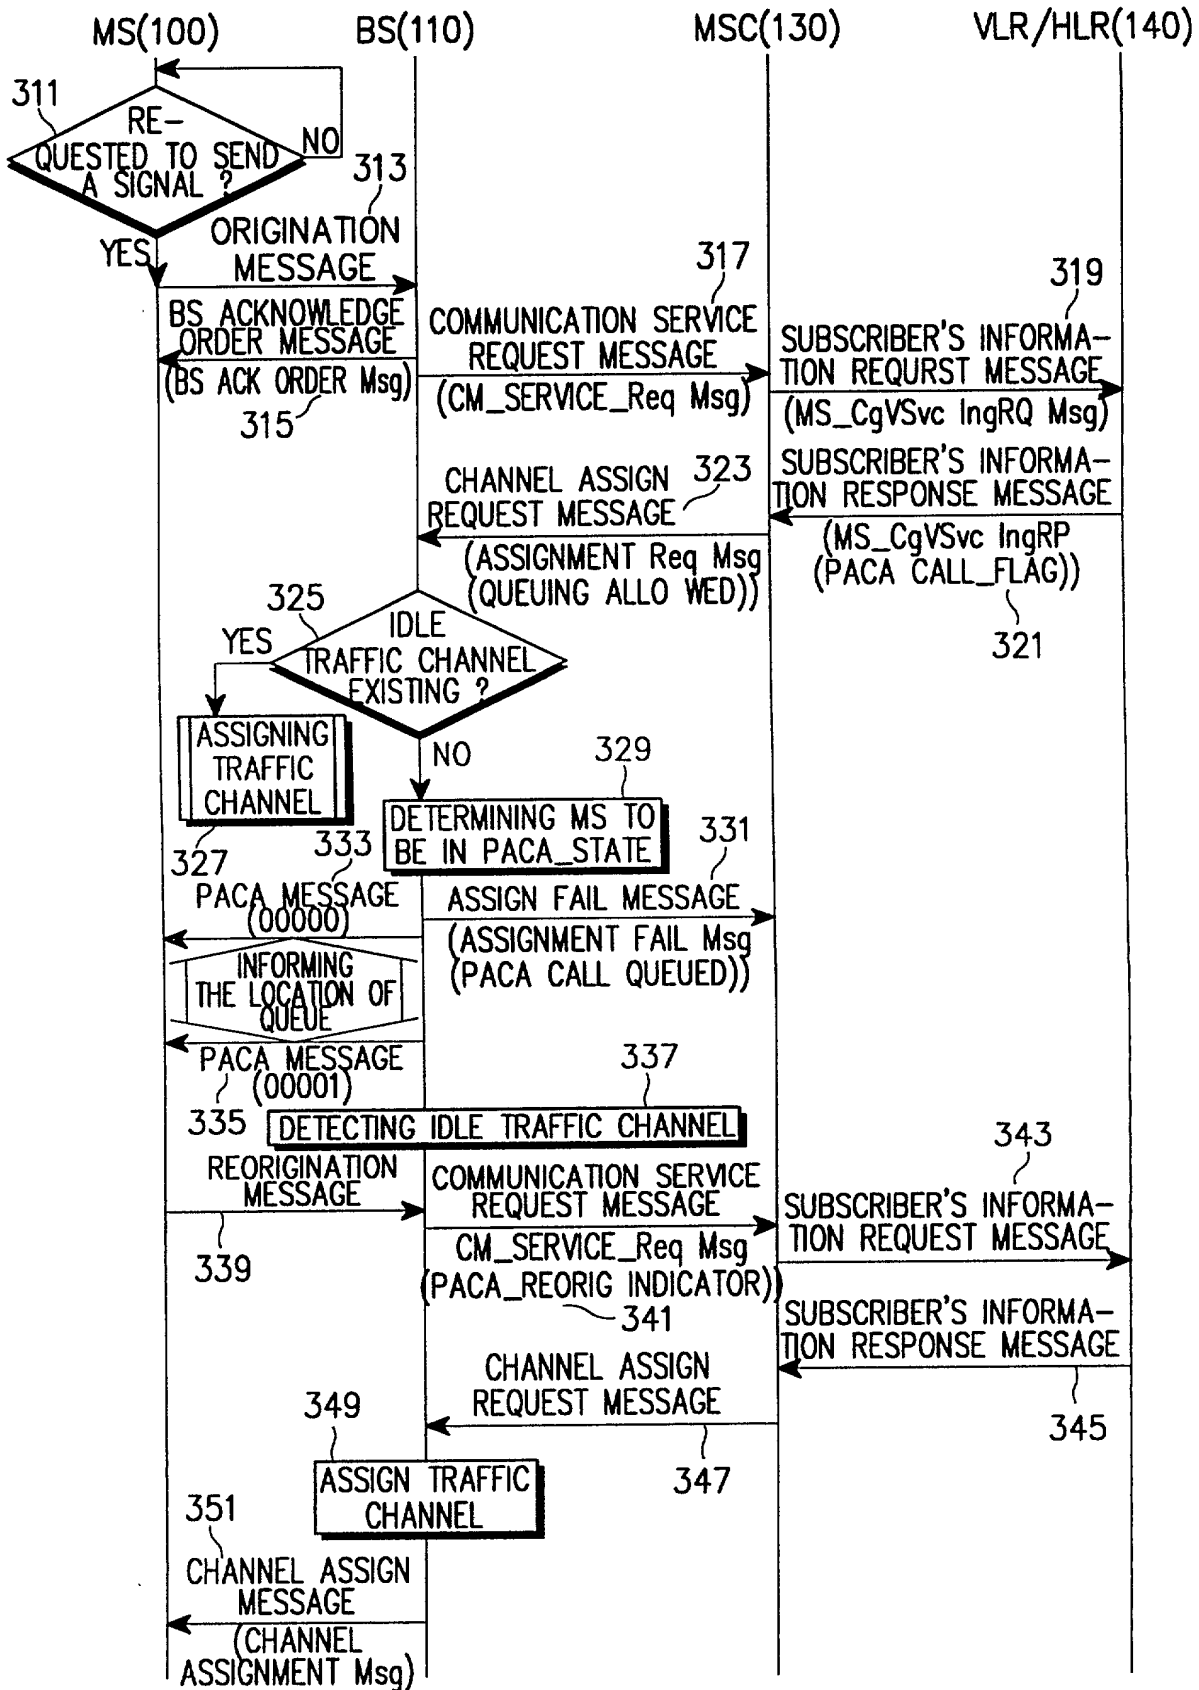 MS(100)
BS(110)
MSC(130)
VLR/HLR(140)
311
RE-
QUESTED TO SEND
A SIGNAL ?
NO
YES
313
ORIGINATION
MESSAGE
BS ACKNOWLEDGE
ORDER MESSAGE
(BS ACK ORDER Msg)
315
317
COMMUNICATION SERVICE
REQUEST MESSAGE
(CM_SERVICE_Req Msg)
319
SUBSCRIBER'S INFORMA-
TION REQURST MESSAGE
(MS_CgVSvc IngRQ Msg)
SUBSCRIBER'S INFORMA-
TION RESPONSE MESSAGE
(MS_CgVSvc IngRP
(PACA CALL_FLAG))
321
CHANNEL ASSIGN
REQUEST MESSAGE
323
(ASSIGNMENT Req Msg
(QUEUING ALLO WED))
325
IDLE
TRAFFIC CHANNEL
EXISTING ?
YES
NO
ASSIGNING
TRAFFIC
CHANNEL
327
329
DETERMINING MS TO
BE IN PACA_STATE
333
PACA MESSAGE
(00000)
331
ASSIGN FAIL MESSAGE
(ASSIGNMENT FAIL Msg
(PACA CALL QUEUED))
INFORMING
THE LOCATION OF
QUEUE
PACA MESSAGE
(00001)
335
337
DETECTING IDLE TRAFFIC CHANNEL
REORIGINATION
MESSAGE
339
COMMUNICATION SERVICE
REQUEST MESSAGE
CM_SERVICE_Req Msg
(PACA_REORIG INDICATOR))
341
343
SUBSCRIBER'S INFORMA-
TION REQUEST MESSAGE
SUBSCRIBER'S INFORMA-
TION RESPONSE MESSAGE
345
CHANNEL ASSIGN
REQUEST MESSAGE
347
349
ASSIGN TRAFFIC
CHANNEL
351
CHANNEL ASSIGN
MESSAGE
(CHANNEL
ASSIGNMENT Msg)